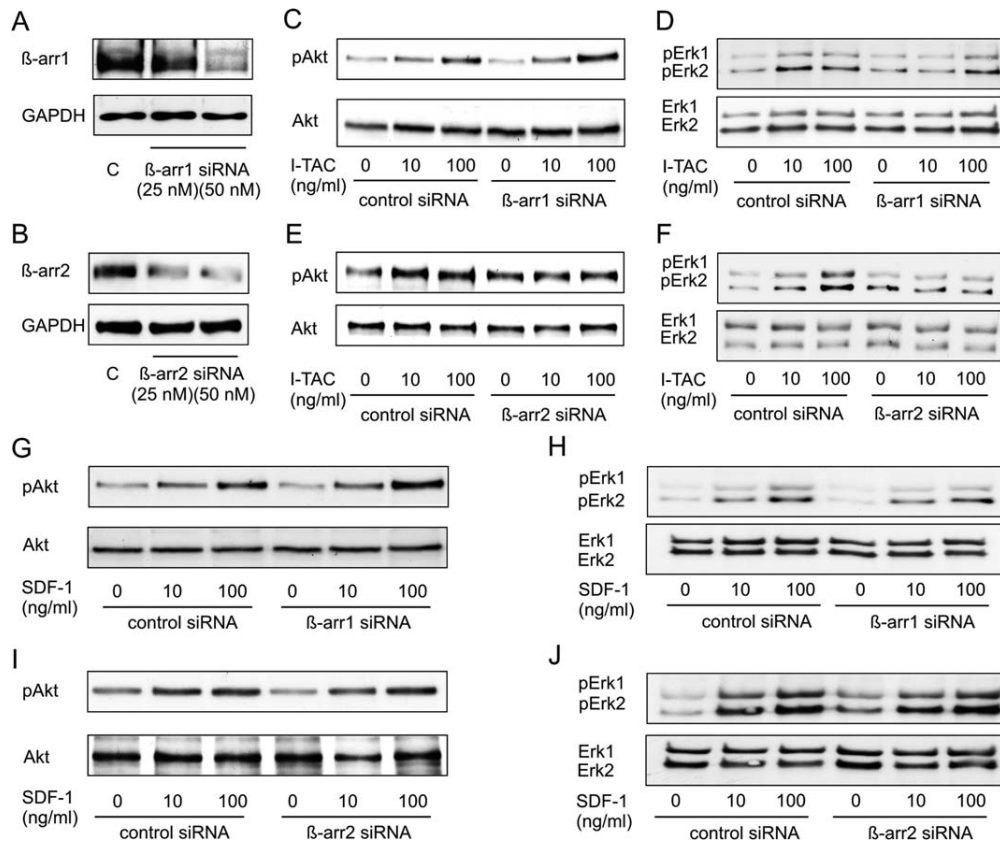 A
ß-arr1
GAPDH
C ß-arr1 siRNA
(25 nM)(50 nM)
B
ß-arr2
GAPDH
C ß-arr2 siRNA
(25 nM)(50 nM)
C
pAkt
Akt
I-TAC 0 10 100 0 10 100
(ng/ml)
control siRNA ß-arr1 siRNA
D
pErk1
pErk2
Erk1
Erk2
I-TAC 0 10 100 0 10 100
(ng/ml)
control siRNA ß-arr1 siRNA
E
pAkt
Akt
I-TAC 0 10 100 0 10 100
(ng/ml)
control siRNA ß-arr2 siRNA
F
pErk1
pErk2
Erk1
Erk2
I-TAC 0 10 100 0 10 100
(ng/ml)
control siRNA ß-arr2 siRNA
G
pAkt
Akt
SDF-1 0 10 100 0 10 100
(ng/ml)
control siRNA ß-arr1 siRNA
H
pErk1
pErk2
Erk1
Erk2
SDF-1 0 10 100 0 10 100
(ng/ml)
control siRNA ß-arr1 siRNA
I
pAkt
Akt
SDF-1 0 10 100 0 10 100
(ng/ml)
control siRNA ß-arr2 siRNA
J
pErk1
pErk2
Erk1
Erk2
SDF-1 0 10 100 0 10 100
(ng/ml)
control siRNA ß-arr2 siRNA